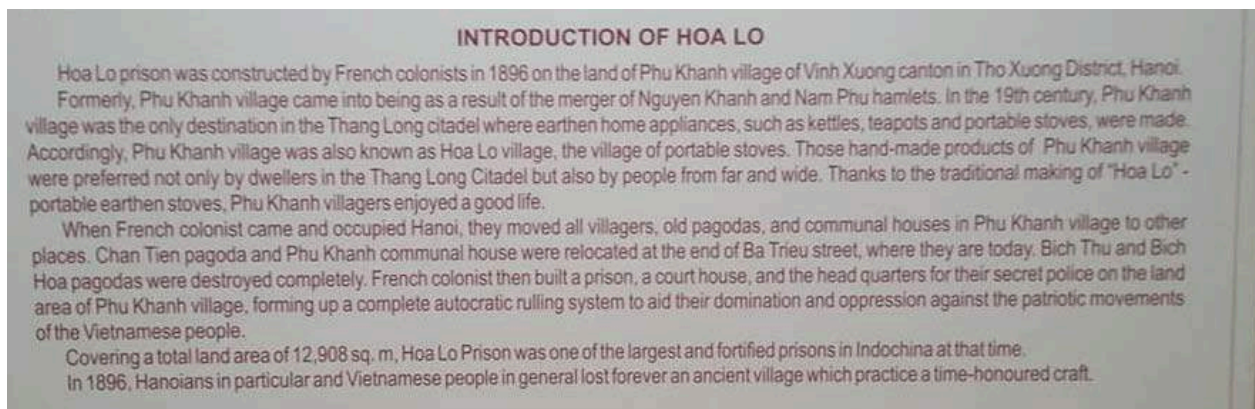 INTRODUCTION OF HOA LO
Hoa Lo prison was constructed by French colonists in 1896 on the land of Phu Khanh village of Vinh Xuong canton in Tho Xuong District, Hanoi.
Formerly, Phu Khanh village came into being as a result of the merger of Nguyen Khanh and Nam Phu hamlets. In the 19th century, Phu Khanh
village was the only destination in the Thang Long citadel where earthen home appliances, such as kettles, teapots and portable stoves, were made.
Accordingly, Phu Khanh village was also known as Hoa Lo village, the village of portable stoves. Those hand-made products of Phu Khanh village
were preferred not only by dwellers in the Thang Long Citadel but also by people from far and wide. Thanks to the traditional making of "Hoa Lo" -
portable earthen stoves, Phu Khanh villagers enjoyed a good life.
When French colonist came and occupied Hanoi, they moved all villagers, old pagodas, and communal houses in Phu Khanh village to other
places. Chan Tien pagoda and Phu Khanh communal house were relocated at the end of Ba Trieu street, where they are today. Bich Thu and Bich
Hoa pagodas were destroyed completely. French colonist then built a prison, a court house, and the head quarters for their secret police on the land
area of Phu Khanh village, forming up a complete autocratic rulling system to aid their domination and oppression against the patriotic movements
of the Vietnamese people.
Covering a total land area of 12,908 sq. m, Hoa Lo Prison was one of the largest and fortified prisons in Indochina at that time.
In 1896, Hanoians in particular and Vietnamese people in general lost forever an ancient village which practice a time-honoured craft.